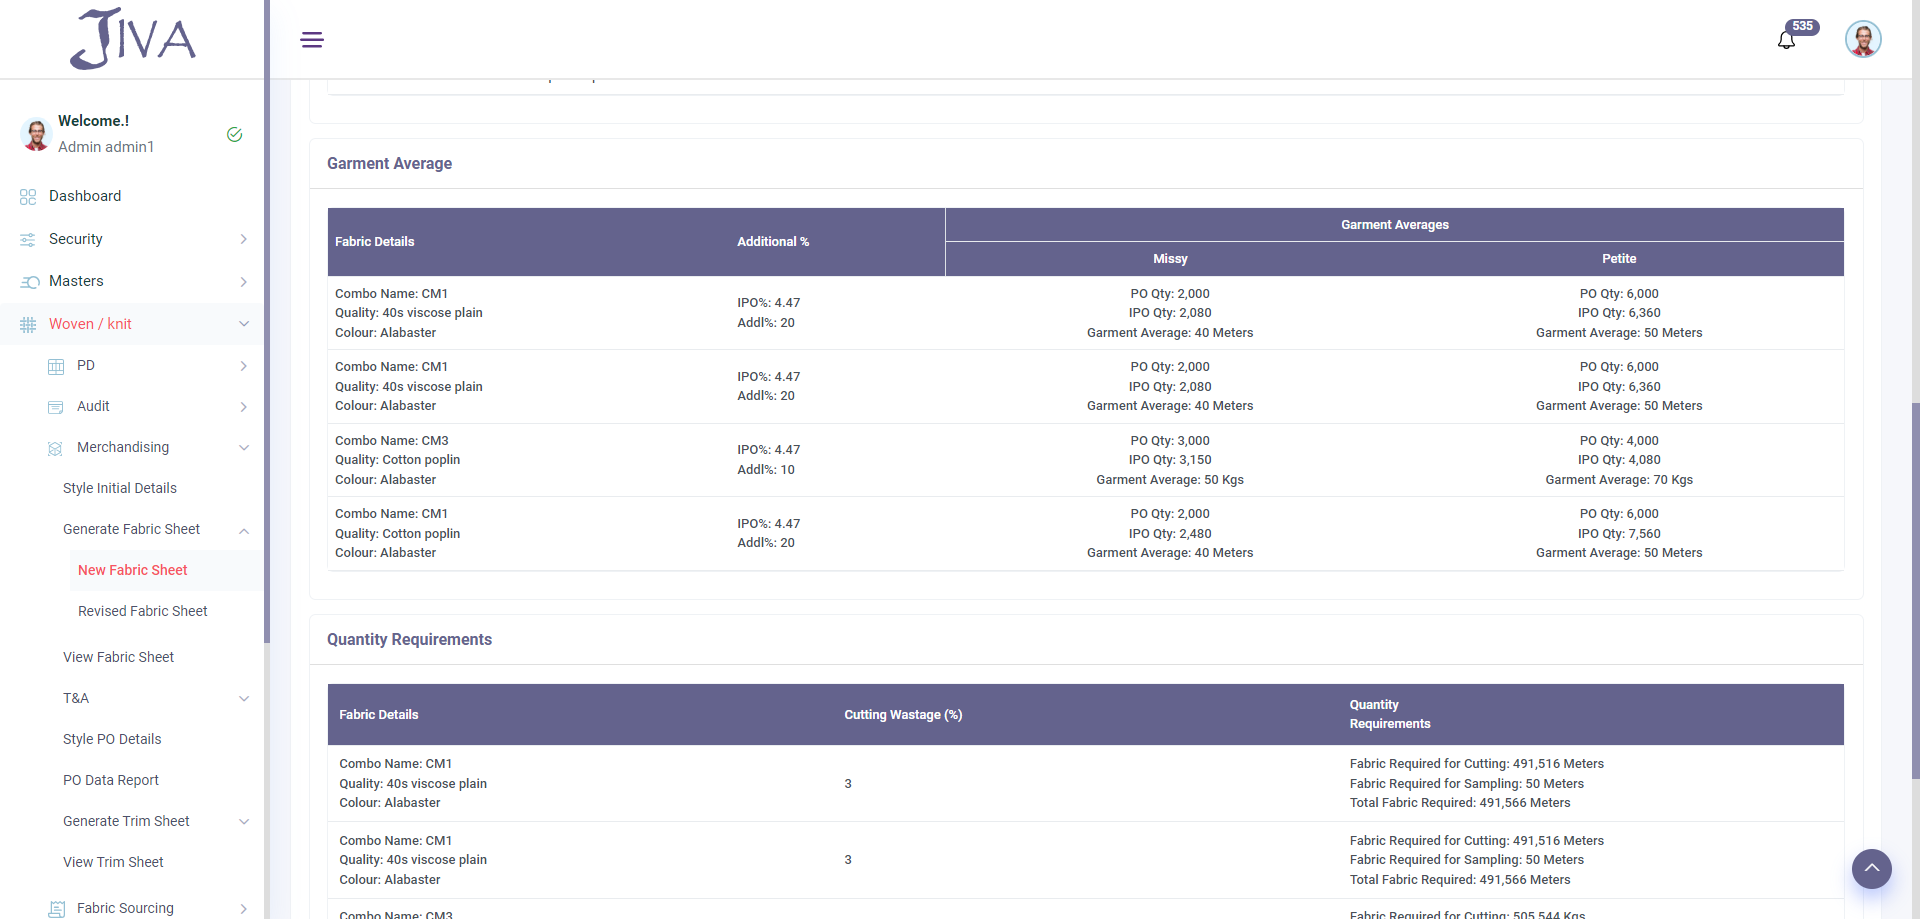 JIVA
535
Welcome.!
Admin admin1
Dashboard
Security
Masters
Woven / knit
PD
Audit
Merchandising
Style Initial Details
Generate Fabric Sheet
New Fabric Sheet
Revised Fabric Sheet
View Fabric Sheet
T&A
Style PO Details
PO Data Report
Generate Trim Sheet
View Trim Sheet
Fabric Sourcing
Garment Average
Fabric Details Additional % Garment Averages
Missy Petite
Combo Name: CM1
Quality: 40s viscose plain
Colour: Alabaster
IPO%: 4.47
Addl%: 20
PO Qty: 2,000
IPO Qty: 2,080
Garment Average: 40 Meters
PO Qty: 6,000
IPO Qty: 6,360
Garment Average: 50 Meters
Combo Name: CM1
Quality: 40s viscose plain
Colour: Alabaster
IPO%: 4.47
Addl%: 20
PO Qty: 2,000
IPO Qty: 2,080
Garment Average: 40 Meters
PO Qty: 6,000
IPO Qty: 6,360
Garment Average: 50 Meters
Combo Name: CM3
Quality: Cotton poplin
Colour: Alabaster
IPO%: 4.47
Addl%: 10
PO Qty: 3,000
IPO Qty: 3,150
Garment Average: 50 Kgs
PO Qty: 4,000
IPO Qty: 4,080
Garment Average: 70 Kgs
Combo Name: CM1
Quality: Cotton poplin
Colour: Alabaster
IPO%: 4.47
Addl%: 20
PO Qty: 2,000
IPO Qty: 2,480
Garment Average: 40 Meters
PO Qty: 6,000
IPO Qty: 7,560
Garment Average: 50 Meters
Quantity Requirements
Fabric Details Cutting Wastage (%) Quantity
Requirements
Combo Name: CM1
Quality: 40s viscose plain
Colour: Alabaster
3
Fabric Required for Cutting: 491,516 Meters
Fabric Required for Sampling: 50 Meters
Total Fabric Required: 491,566 Meters
Combo Name: CM1
Quality: 40s viscose plain
Colour: Alabaster
3
Fabric Required for Cutting: 491,516 Meters
Fabric Required for Sampling: 50 Meters
Total Fabric Required: 491,566 Meters
Combo Name: CM3
Fabric Required for Cutting: 505,544 Kgs